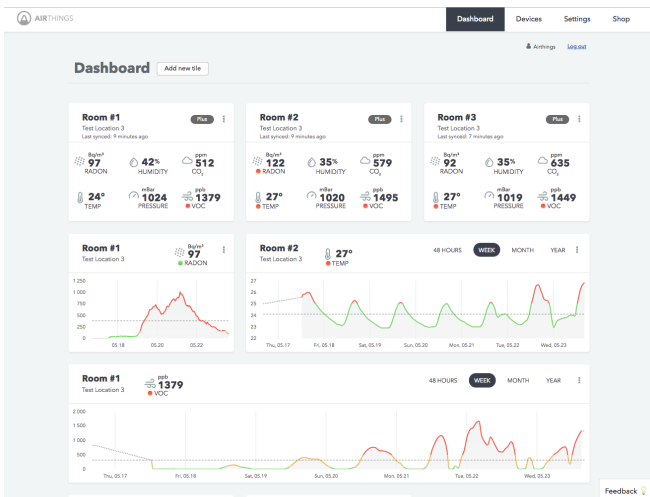 AIRTHINGS
Dashboard Devices Settings Shop
Airthings Log out
Dashboard Add new tile
Room #1 Plus
Test Location 3
Last synced: 9 minutes ago
Bq/m³ ppm
97 42% 512
RADON HUMIDITY CO₂
mBar ppb
24° 1024 1379
TEMP PRESSURE VOC
Room #2 Plus
Test Location 3
Last synced: 9 minutes ago
Bq/m³ ppm
122 35% 579
RADON HUMIDITY CO₂
mBar ppb
27° 1020 1495
TEMP PRESSURE VOC
Room #3 Plus
Test Location 3
Last synced: 7 minutes ago
Bq/m³ ppm
92 35% 635
RADON HUMIDITY CO₂
mBar ppb
27° 1019 1449
TEMP PRESSURE VOC
Room #1
Test Location 3
Bq/m³
97
RADON
1 250
1 000
750
500
250
0
05.18 05.20 05.22
Room #2
Test Location 3
27°
TEMP
48 HOURS WEEK MONTH YEAR
27
26
25
24
23
22
Thu, 05.17 Fri, 05.18 Sat, 05.19 Sun, 05.20 Mon, 05.21 Tue, 05.22 Wed, 05.23
Room #1
Test Location 3
ppb
1379
VOC
48 HOURS WEEK MONTH YEAR
2 000
1 500
1 000
500
0
Thu, 05.17 Fri, 05.18 Sat, 05.19 Sun, 05.20 Mon, 05.21 Tue, 05.22 Wed, 05.23
Feedback